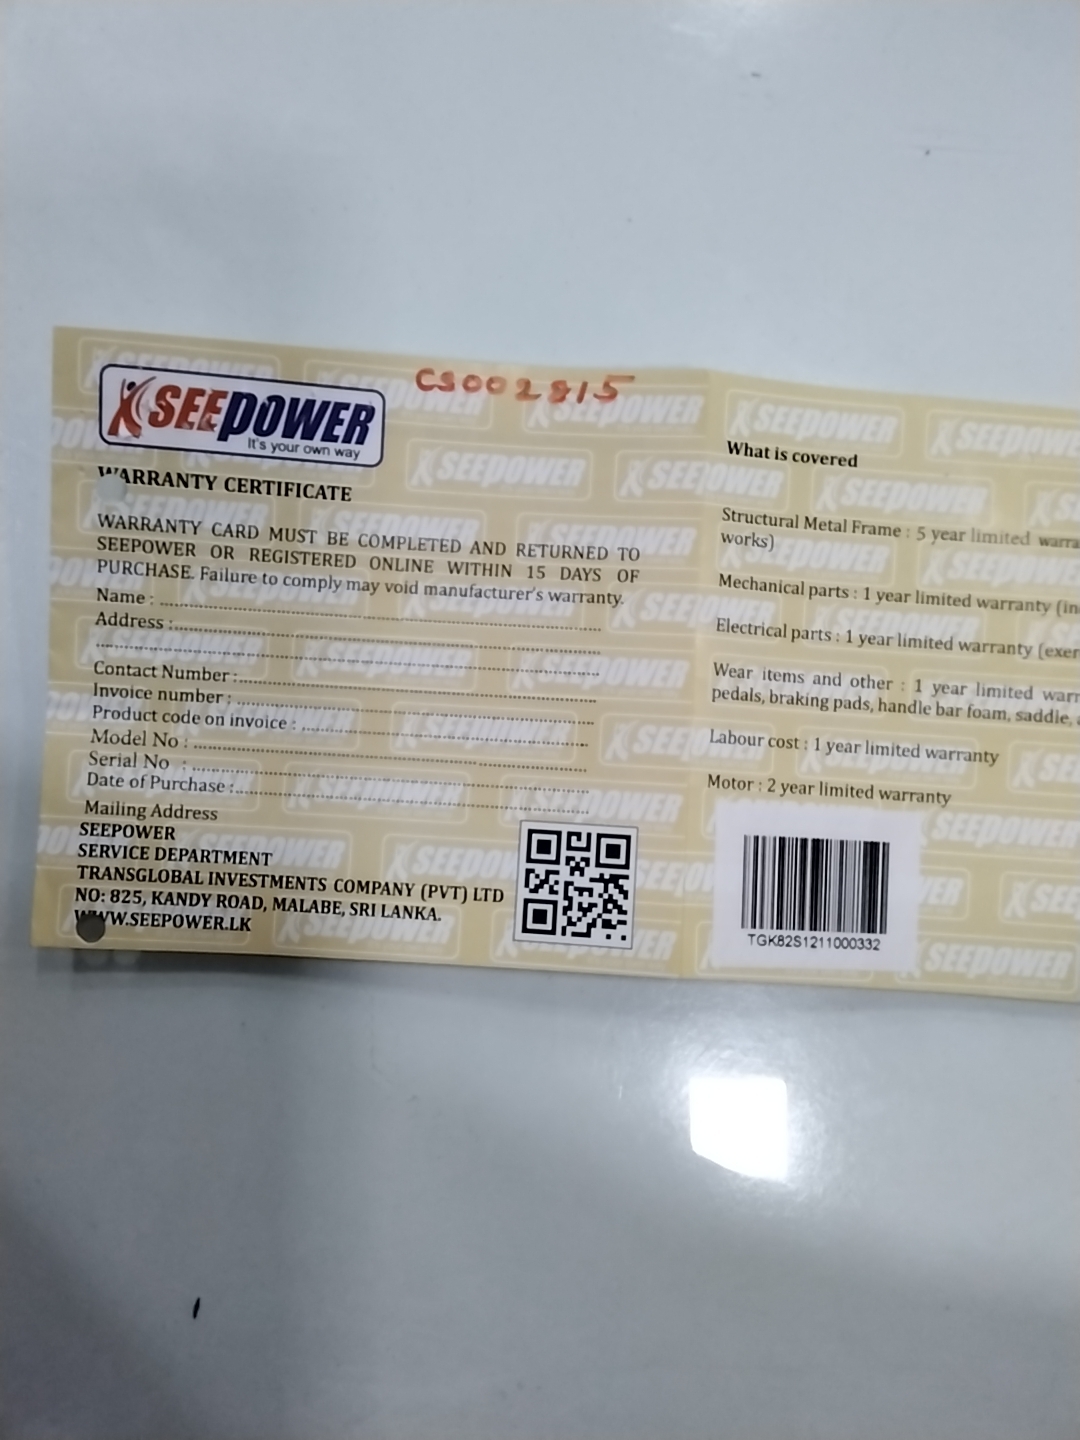 SEEPOWER
It's your own way
CS002815
WARRANTY CERTIFICATE
WARRANTY CARD MUST BE COMPLETED AND RETURNED TO
SEEPOWER OR REGISTERED ONLINE WITHIN 15 DAYS OF
PURCHASE. Failure to comply may void manufacturer's warranty.
Name :
Address :
Contact Number :
Invoice number :
Product code on invoice :
Model No :
Serial No :
Date of Purchase :
Mailing Address
SEEPOWER
SERVICE DEPARTMENT
TRANSGLOBAL INVESTMENTS COMPANY (PVT) LTD
NO: 825, KANDY ROAD, MALABE, SRI LANKA.
WWW.SEEPOWER.LK
What is covered
Structural Metal Frame : 5 year limited
works)
Mechanical parts : 1 year limited warranty
Electrical parts : 1 year limited warranty
Wear items and other : 1 year limited
pedals, braking pads, handle bar foam, saddle,
Labour cost : 1 year limited warranty
Motor : 2 year limited warranty
TGK82S1211000332